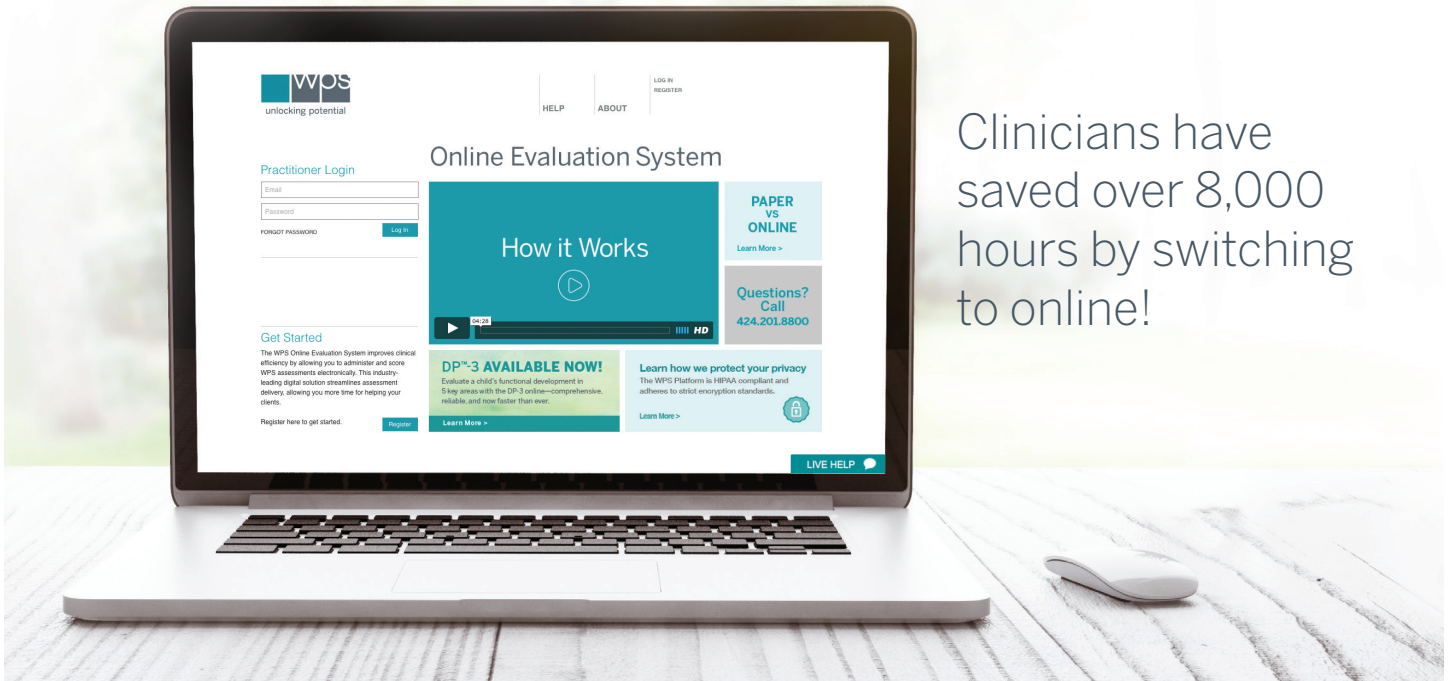 wps
unlocking potential
HELP
ABOUT
LOG IN
REGISTER
Practitioner Login
Email
Password
FORGOT PASSWORD
Log In
Get Started
The WPS Online Evaluation System improves clinical
efficiency by allowing you to administer and score
WPS assessments electronically. This industry-
leading digital solution streamlines assessment
delivery, allowing you more time for helping your
clients.
Register here to get started.
Register
Online Evaluation System
How it Works
04:28
HD
PAPER
VS
ONLINE
Learn More >
Questions?
Call
424.201.8800
DP™-3 AVAILABLE NOW!
Evaluate a child's functional development in
5 key areas with the DP-3 online—comprehensive,
reliable, and now faster than ever.
Learn More >
Learn how we protect your privacy
The WPS Platform is HIPAA compliant and
adheres to strict encryption standards.
Learn More >
LIVE HELP
Clinicians have
saved over 8,000
hours by switching
to online!